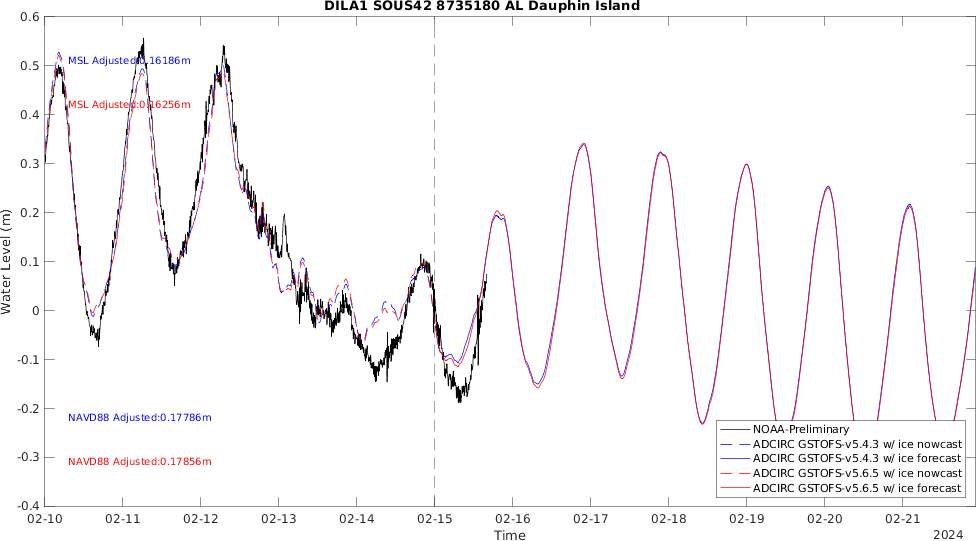 DILA1 SOUS42 8735180 AL Dauphin Island
0.6
0.5
0.4
0.3
0.2
0.1
0
-0.1
-0.2
-0.3
-0.4
Water Level (m)
MSL Adjusted:0.16186m
MSL Adjusted:0.16256m
NAVD88 Adjusted:0.17786m
NAVD88 Adjusted:0.17856m
NOAA-Preliminary
ADCIRC GSTOFS-v5.4.3 w/ ice nowcast
ADCIRC GSTOFS-v5.4.3 w/ ice forecast
ADCIRC GSTOFS-v5.6.5 w/ ice nowcast
ADCIRC GSTOFS-v5.6.5 w/ ice forecast
02-10 02-11 02-12 02-13 02-14 02-15 02-16 02-17 02-18 02-19 02-20 02-21
Time
2024